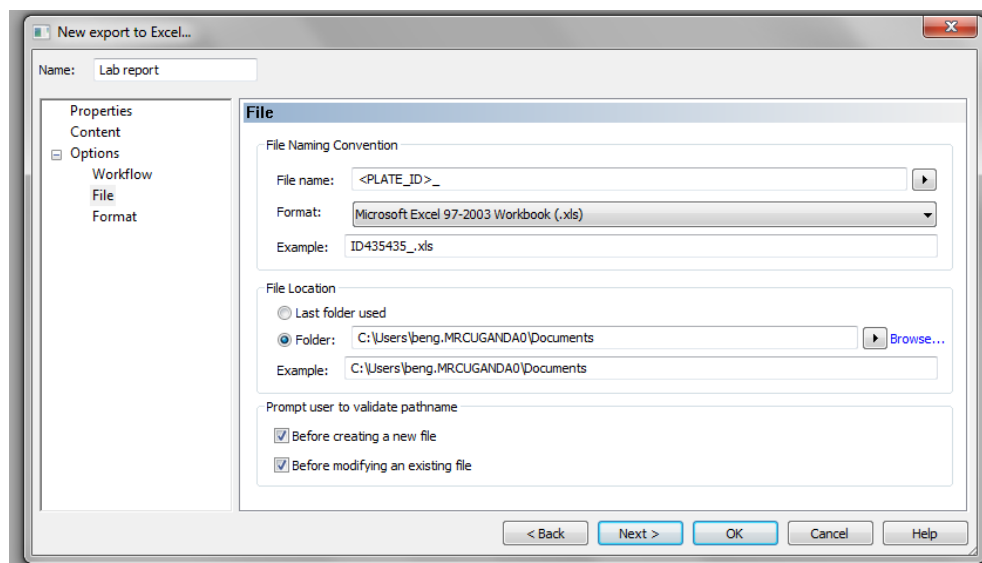 New export to Excel...
Name: Lab report
Properties
Content
Options
Workflow
File
Format
File
File Naming Convention
File name: <PLATE_ID>_
Format: Microsoft Excel 97-2003 Workbook (.xls)
Example: ID435435_.xls
File Location
Last folder used
Folder: C:\Users\beng.MRCUGANDA0\Documents Browse...
Example: C:\Users\beng.MRCUGANDA0\Documents
Prompt user to validate pathname
Before creating a new file
Before modifying an existing file
< Back Next > OK Cancel Help